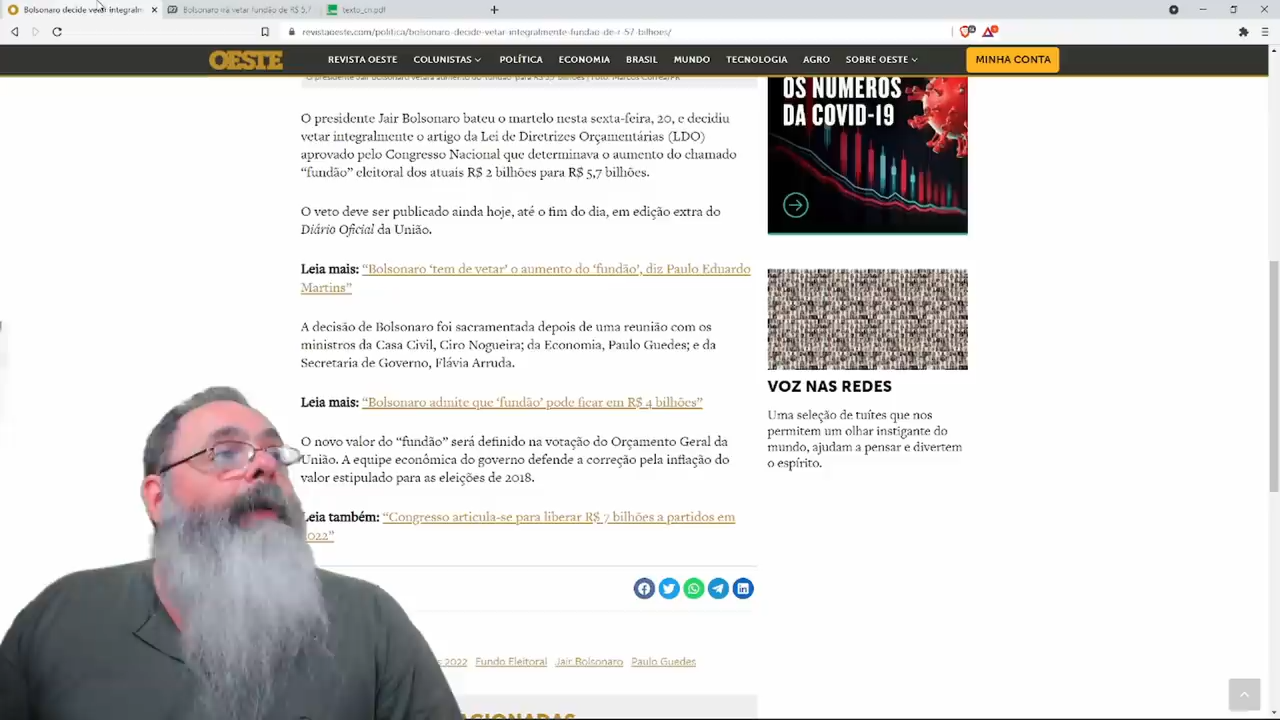 Bolsonaro decide vetar integralm
Bolsonaro irá vetar fundão de R$ 5,7
texto_cn.pdf
revistaoeste.com/politica/bolsonaro-decide-vetar-integralmente-fundao-de-r-57-bilhoes/
OESTE
REVISTA OESTE
COLUNISTAS
POLÍTICA
ECONOMIA
BRASIL
MUNDO
TECNOLOGIA
AGRO
SOBRE OESTE
MINHA CONTA
O presidente Jair Bolsonaro bateu o martelo nesta sexta-feira, 20, e decidiu
vetar integralmente o artigo da Lei de Diretrizes Orçamentárias (LDO)
aprovado pelo Congresso Nacional que determinava o aumento do chamado
“fundão” eleitoral dos atuais R$ 2 bilhões para R$ 5,7 bilhões.
O veto deve ser publicado ainda hoje, até o fim do dia, em edição extra do
Diário Oficial da União.
Leia mais: “Bolsonaro ‘tem de vetar’ o aumento do ‘fundão’, diz Paulo Eduardo
Martins”
A decisão de Bolsonaro foi sacramentada depois de uma reunião com os
ministros da Casa Civil, Ciro Nogueira; da Economia, Paulo Guedes; e da
Secretaria de Governo, Flávia Arruda.
Leia mais: “Bolsonaro admite que ‘fundão’ pode ficar em R$ 4 bilhões”
O novo valor do “fundão” será definido na votação do Orçamento Geral da
União. A equipe econômica do governo defende a correção pela inflação do
valor estipulado para as eleições de 2018.
Leia também: “Congresso articula-se para liberar R$ 7 bilhões a partidos em
2022”
2022
Fundo Eleitoral
Jair Bolsonaro
Paulo Guedes
OS NÚMEROS
DA COVID-19
VOZ NAS REDES
Uma seleção de tuítes que nos
permitem um olhar instigante do
mundo, ajudam a pensar e divertem
o espírito.